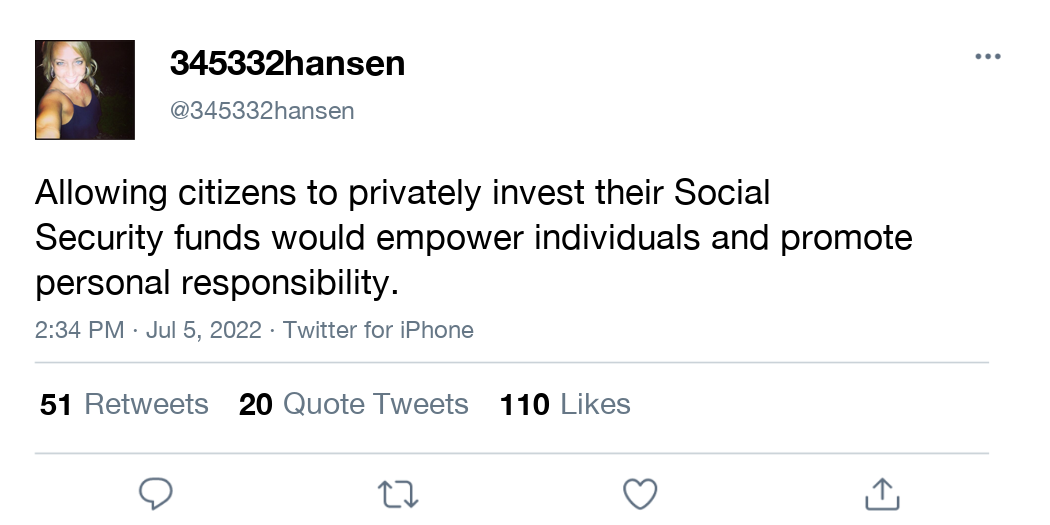 345332hansen
@345332hansen
Allowing citizens to privately invest their Social
Security funds would empower individuals and promote
personal responsibility.
2:34 PM · Jul 5, 2022 · Twitter for iPhone
51 Retweets 20 Quote Tweets 110 Likes